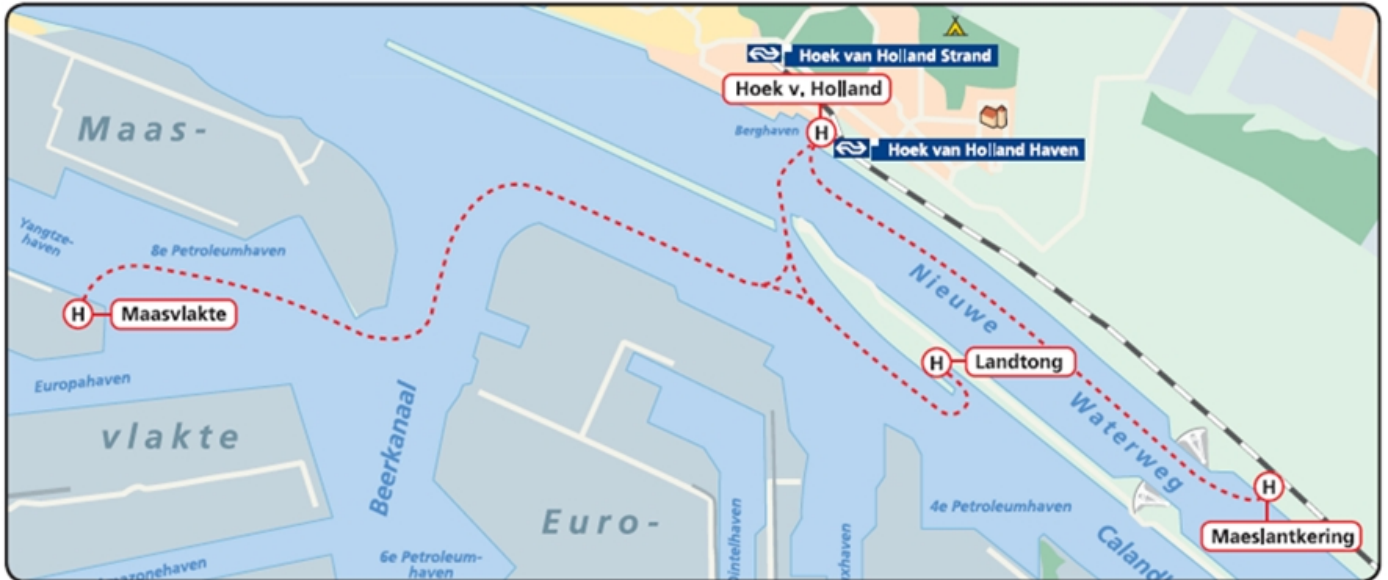 Hoek van Holland Strand
Hoek v. Holland
Berghaven
H
Hoek van Holland Haven
Maas-
Yangtze-
haven
8e Petroleumhaven
H
Maasvlakte
Nieuwe
H
Landtong
Europahaven
vlakte
Beerkanaal
Waterweg
H
Maeslantkering
Euro-
4e Petroleumhaven
6e Petroleum-
haven